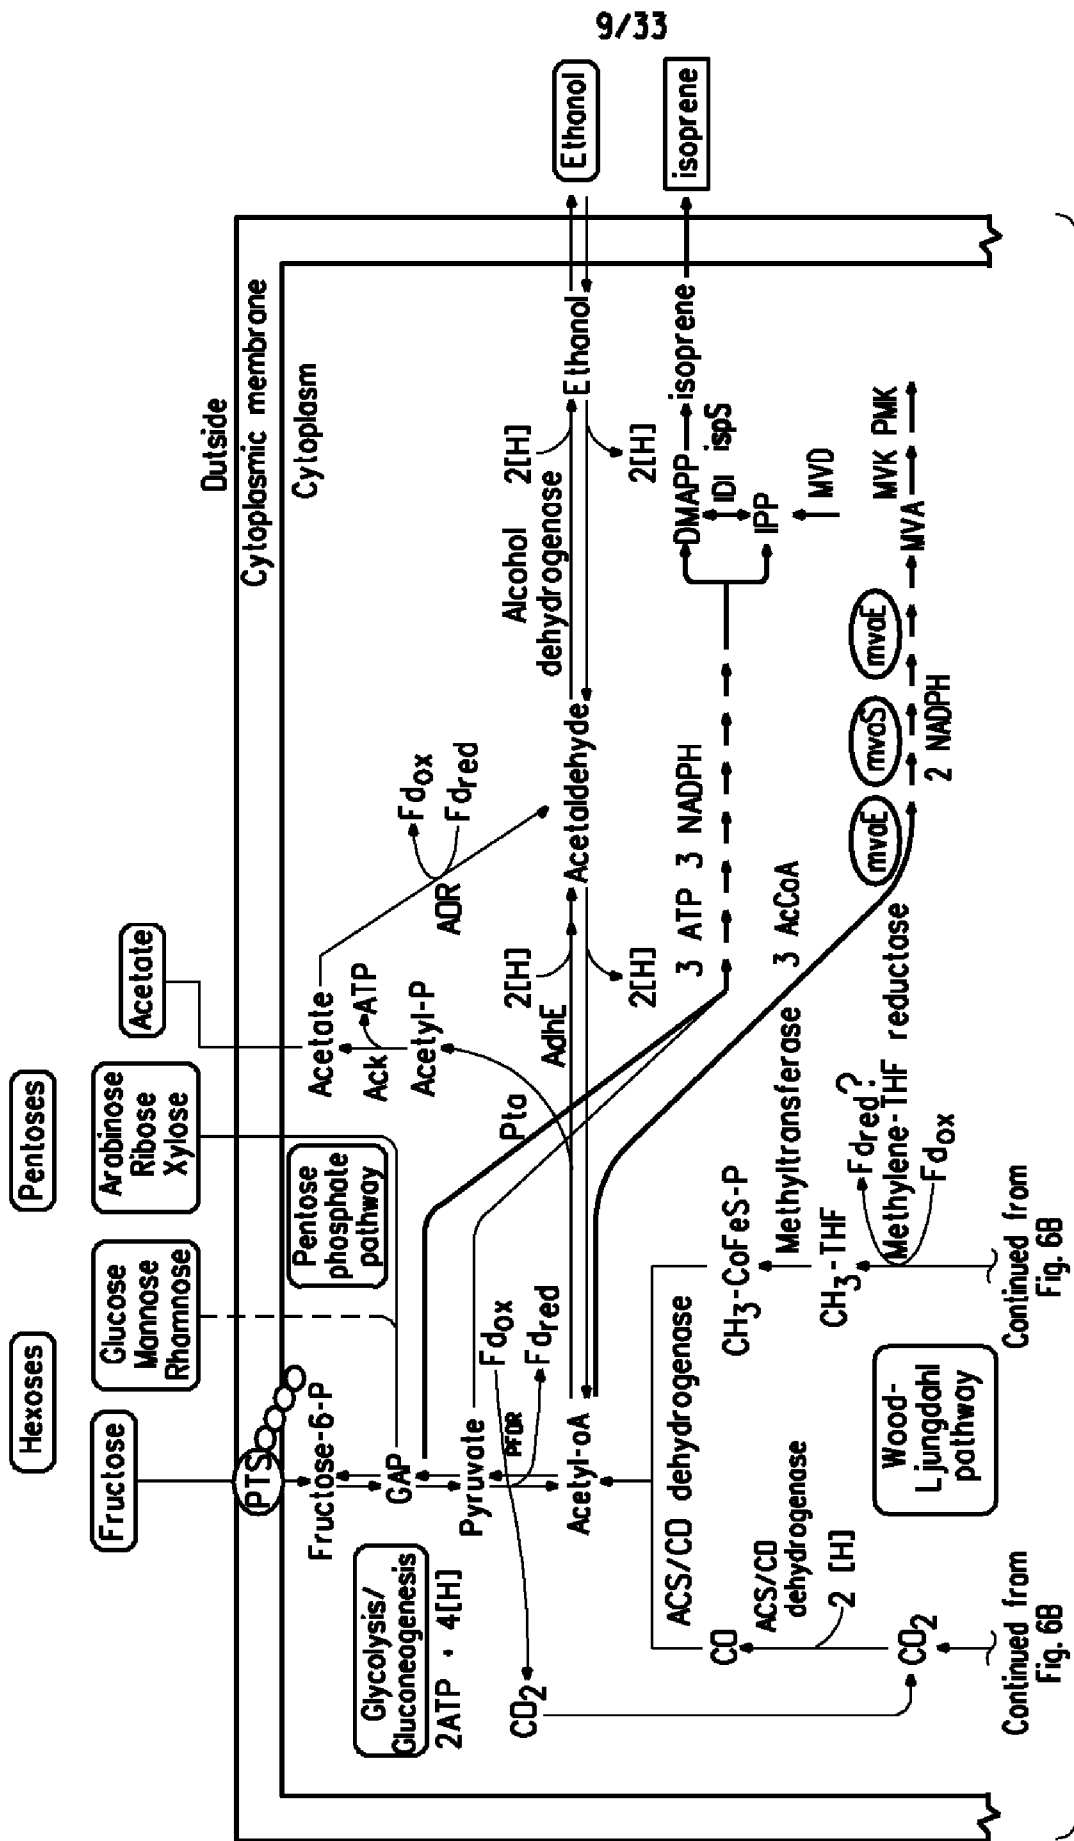 9/33
Hexoses
Pentoses
Fructose
Glucose
Mannose
Rhamnose
Arabinose
Ribose
Xylose
Acetate
Outside
Cytoplasmic membrane
Cytoplasm
PTS
Fructose-6-P
Pentose
phosphate
pathway
Acetate
Ack
ATP
Acetyl-P
Glycolysis/
Gluconeogenesis
2ATP + 4[H]
GAP
Pyruvate
Pta
AOR
Fdox
Fdred
Fdox
Fdred
PFOR
CO2
Acetyl-oA
AdhE
2[H]
2[H]
Acetaldehyde
Alcohol
dehydrogenase
2[H]
2[H]
Ethanol
Ethanol
3 ATP 3 NADPH
DMAPP
IDI
IPP
ispS
isoprene
isoprene
MVD
3 AcCoA
mvaE
mvaS
mvaE
2 NADPH
MVA
MVK PMK
ACS/CO dehydrogenase
CO
ACS/CO
dehydrogenase
2 [H]
CO2
CH3-CoFeS-P
Methyltransferase
CH3-THF
Fdred?
Methylene-THF reductase
Fdox
Wood-
Ljungdahl
pathway
Continued from
Fig. 6B
Continued from
Fig. 6B